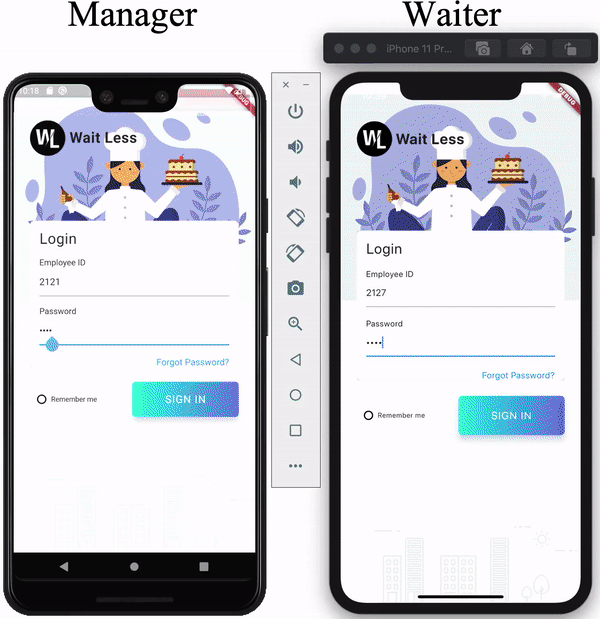 Manager
Waiter
iPhone 11 Pr...
10:18
DEBUG
WL Wait Less
Login
Employee ID
2121
Password
••••
Forgot Password?
Remember me
SIGN IN
DEBUG
WL Wait Less
Login
Employee ID
2127
Password
••••
Forgot Password?
Remember me
SIGN IN